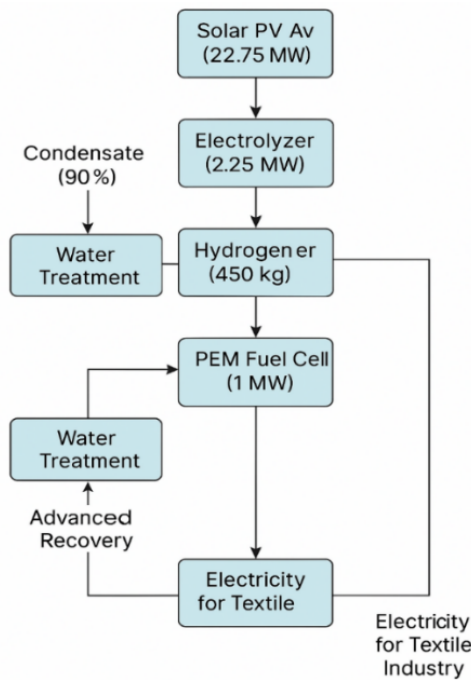 Solar PV Av
(22.75 MW)
Electrolyzer
(2.25 MW)
Condensate
(90%)
Water
Treatment
Hydrogen er
(450 kg)
PEM Fuel Cell
(1 MW)
Water
Treatment
Advanced
Recovery
Electricity
for Textile
Electricity
for Textile
Industry